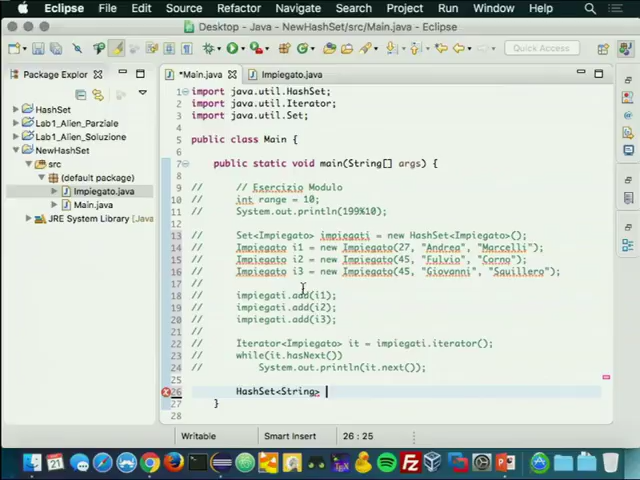 Eclipse File Edit Source Refactor Navigate Search Project Run Window Help
Desktop - Java - NewHashSet/src/Main.java - Eclipse
Quick Access
Package Explor
*Main.java
Impiegato.java
HashSet
Lab1_Alien_Parziale
Lab1_Alien_Soluzione
NewHashSet
src
(default package)
Impiegato.java
Main.java
JRE System Library [JavaS
1 import java.util.HashSet;
2 import java.util.Iterator;
3 import java.util.Set;
4
5 public class Main {
6
7 public static void main(String[] args) {
8
9 // // Esercizio Modulo
10 // int range = 10;
11 // System.out.println(199%10);
12
13 // Set<Impiegato> impiegati = new HashSet<Impiegato>();
14 // Impiegato i1 = new Impiegato(27, "Andrea", "Marcelli");
15 // Impiegato i2 = new Impiegato(45, "Fulvio", "Corno");
16 // Impiegato i3 = new Impiegato(45, "Giovanni", "Squillero");
17 //
18 // impiegati.add(i1);
19 // impiegati.add(i2);
20 // impiegati.add(i3);
21
22 // Iterator<Impiegato> it = impiegati.iterator();
23 // while(it.hasNext())
24 // System.out.println(it.next());
25
26 HashSet<String>
27 }
28
Writable Smart Insert 26 : 25